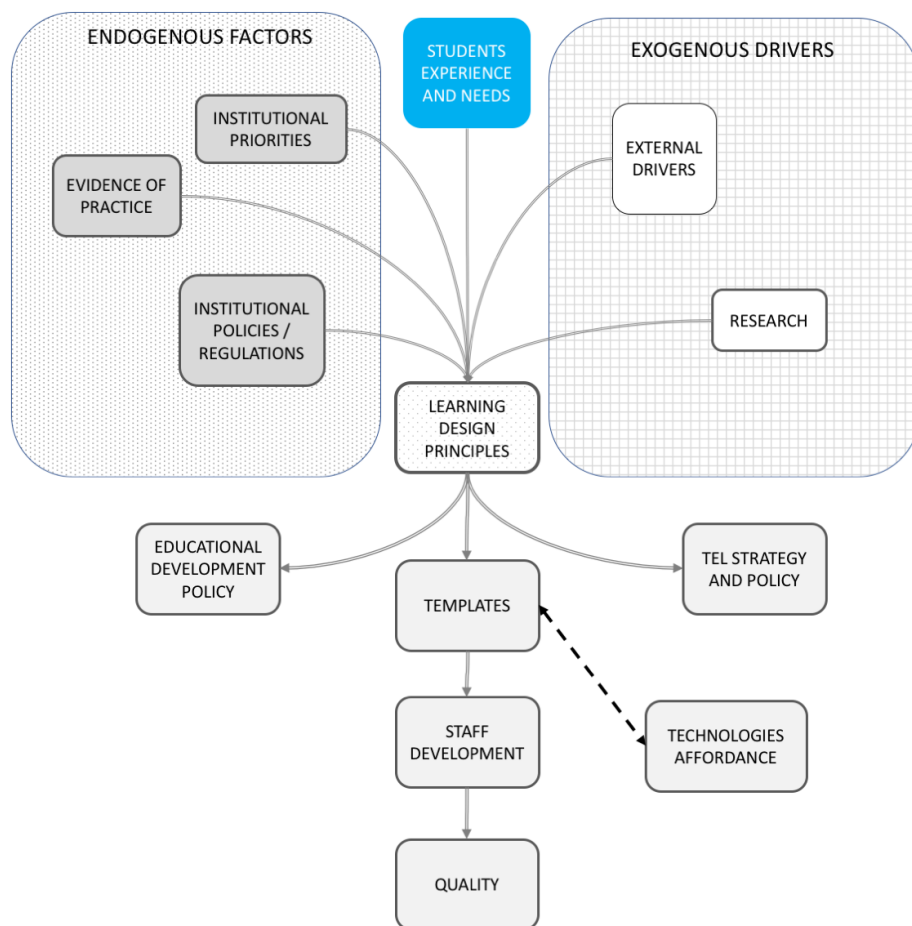 ENDOGENOUS FACTORS
STUDENTS
EXPERIENCE
AND NEEDS
EXOGENOUS DRIVERS
INSTITUTIONAL
PRIORITIES
EVIDENCE OF
PRACTICE
INSTITUTIONAL
POLICIES /
REGULATIONS
EXTERNAL
DRIVERS
RESEARCH
LEARNING
DESIGN
PRINCIPLES
EDUCATIONAL
DEVELOPMENT
POLICY
TEMPLATES
TEL STRATEGY
AND POLICY
STAFF
DEVELOPMENT
TECHNOLOGIES
AFFORDANCE
QUALITY